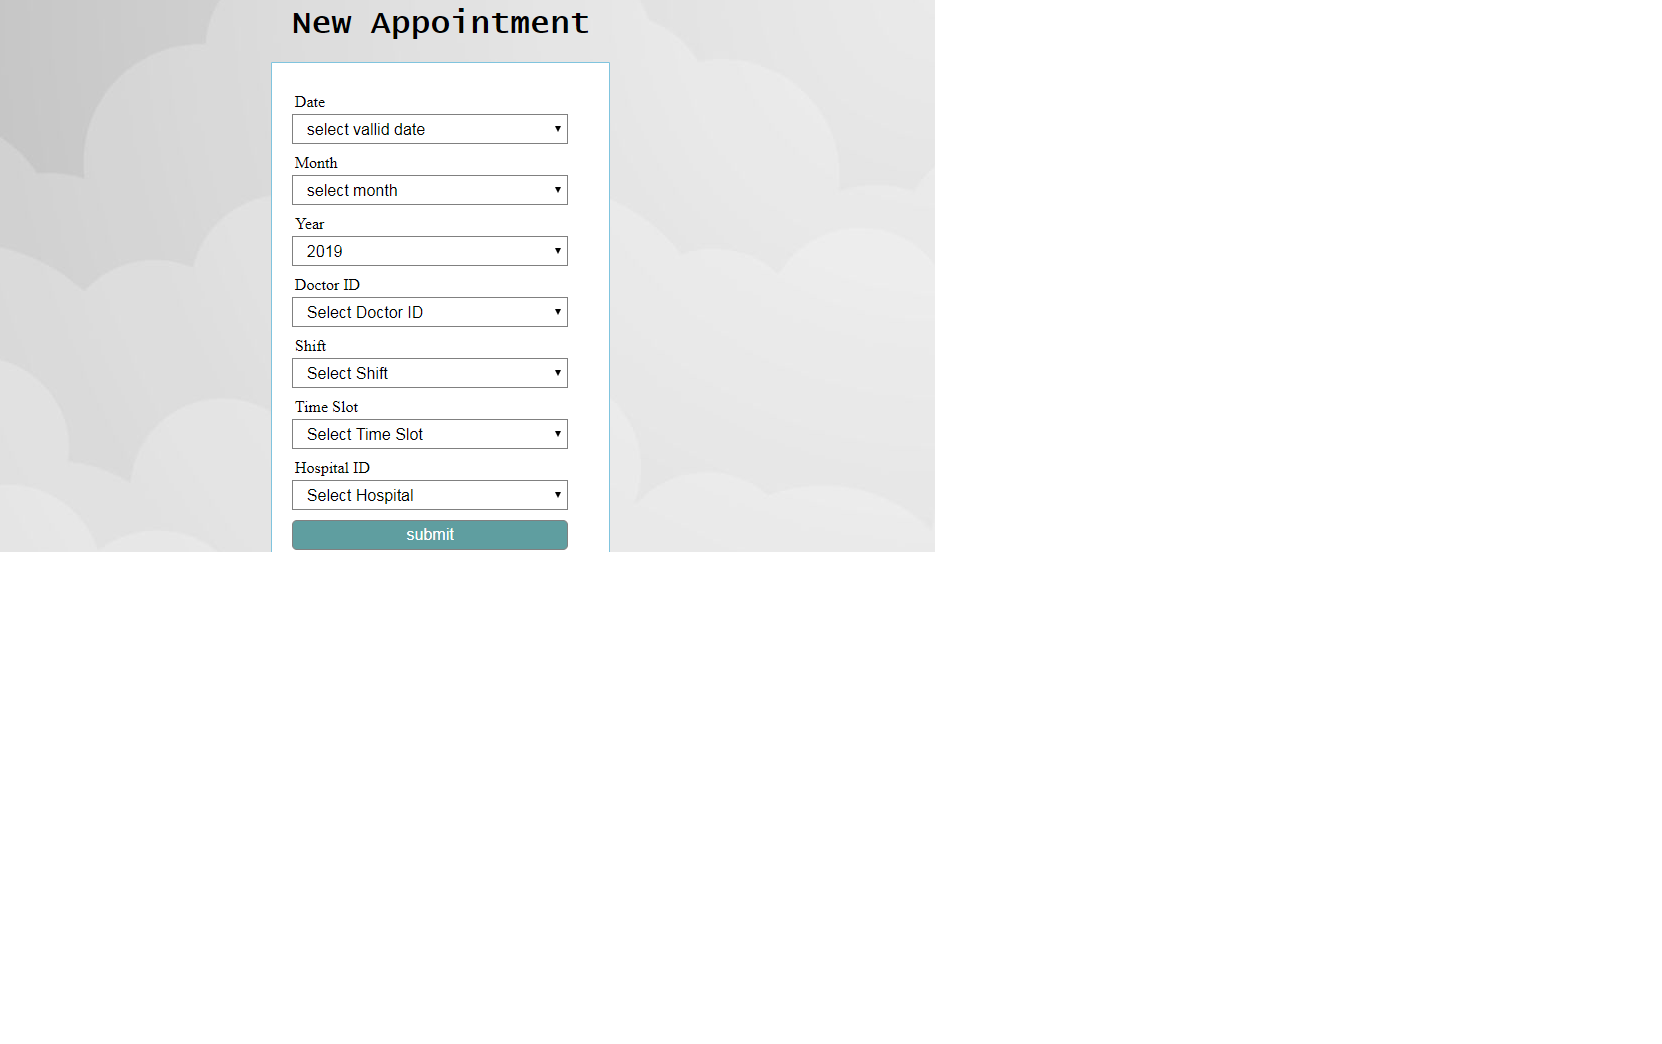 New Appointment
Date
select vallid date
Month
select month
Year
2019
Doctor ID
Select Doctor ID
Shift
Select Shift
Time Slot
Select Time Slot
Hospital ID
Select Hospital
submit